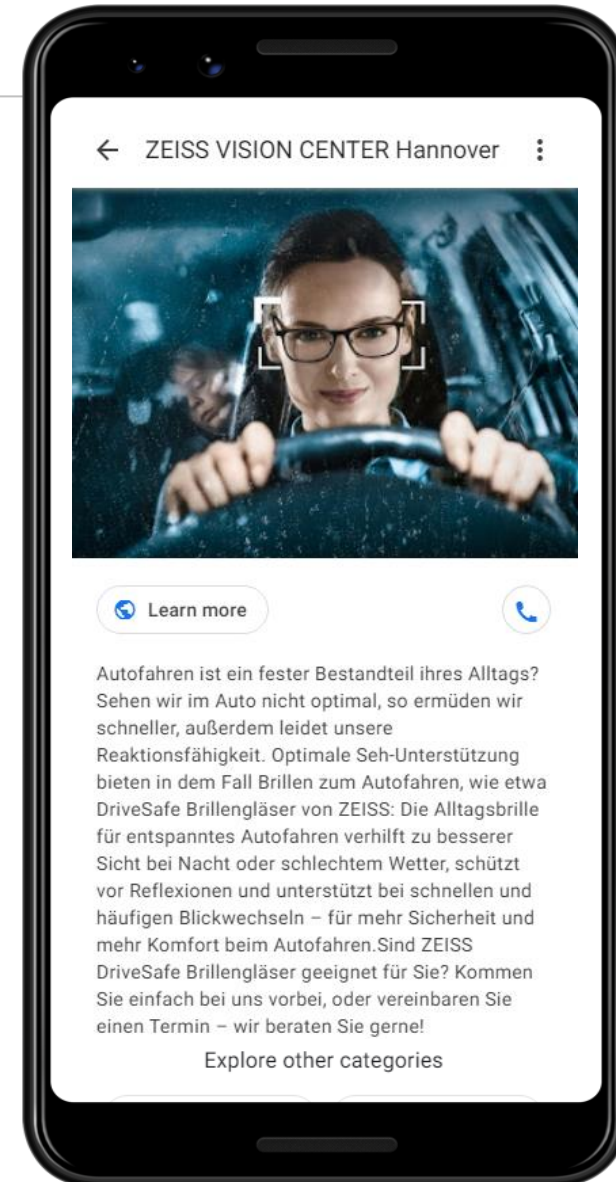 ZEISS VISION CENTER Hannover
Learn more
Autofahren ist ein fester Bestandteil ihres Alltags?
Sehen wir im Auto nicht optimal, so ermüden wir
schneller, außerdem leidet unsere
Reaktionsfähigkeit. Optimale Seh-Unterstützung
bieten in dem Fall Brillen zum Autofahren, wie etwa
DriveSafe Brillengläser von ZEISS: Die Alltagsbrille
für entspanntes Autofahren verhilft zu besserer
Sicht bei Nacht oder schlechtem Wetter, schützt
vor Reflexionen und unterstützt bei schnellen und
häufigen Blickwechseln – für mehr Sicherheit und
mehr Komfort beim Autofahren.Sind ZEISS
DriveSafe Brillengläser geeignet für Sie? Kommen
Sie einfach bei uns vorbei, oder vereinbaren Sie
einen Termin – wir beraten Sie gerne!
Explore other categories